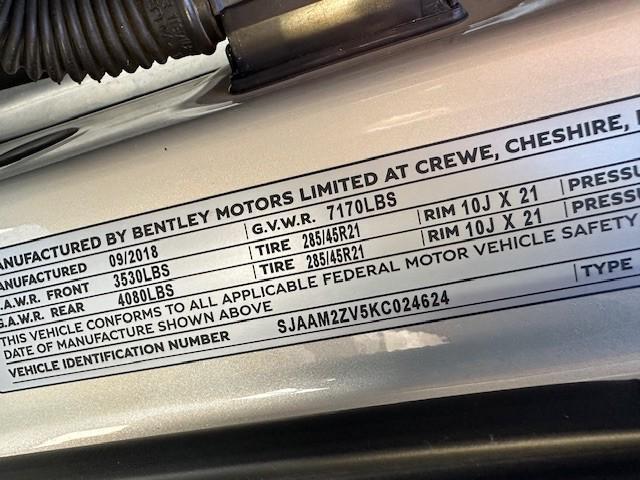 ANUFACTURED BY BENTLEY MOTORS LIMITED AT CREWE, CHESHIRE,
ANUFACTURED 09/2018 G.V.W.R. 7170LBS
.A.W.R. FRONT 3530LBS TIRE 285/45R21 RIM 10J X 21 PRESSU
G.A.W.R. REAR 4080LBS TIRE 285/45R21 RIM 10J X 21 PRESSU
THIS VEHICLE CONFORMS TO ALL APPLICABLE FEDERAL MOTOR VEHICLE SAFETY
DATE OF MANUFACTURE SHOWN ABOVE
VEHICLE IDENTIFICATION NUMBER SJAAM2ZV5KC024624 TYPE